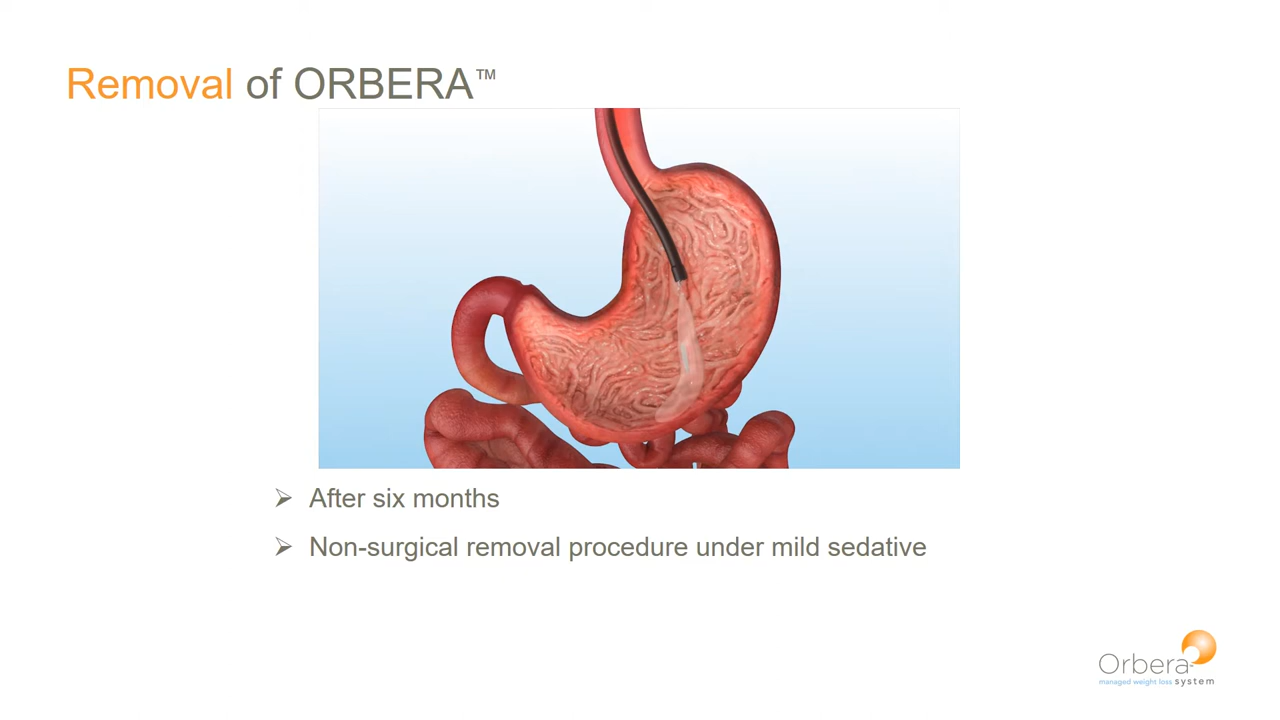 Removal of ORBERA™
After six months
Non-surgical removal procedure under mild sedative
Orbera
managed weight loss system